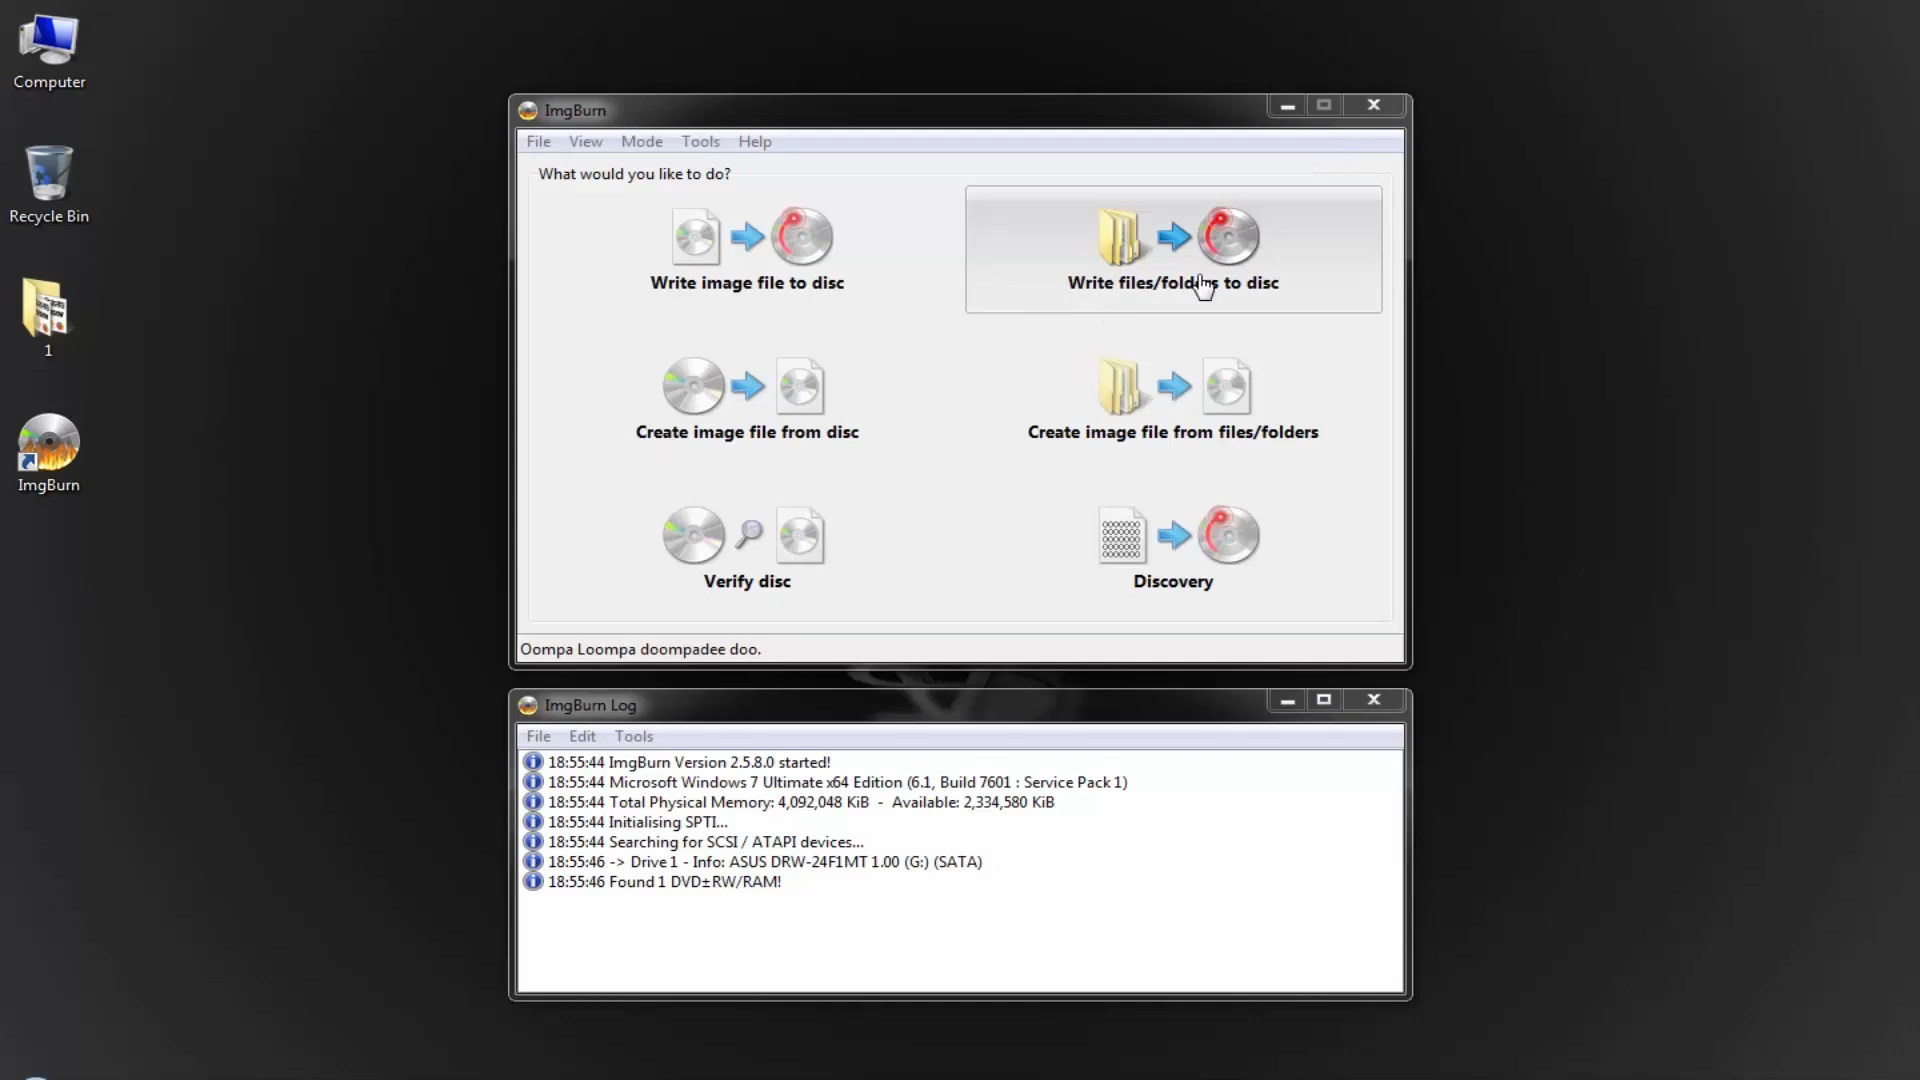 Computer
Recycle Bin
1
ImgBurn
ImgBurn
File View Mode Tools Help
What would you like to do?
Write image file to disc
Write files/folders to disc
Create image file from disc
Create image file from files/folders
Verify disc
Discovery
Oompa Loompa doompadee doo.
ImgBurn Log
File Edit Tools
18:55:44 ImgBurn Version 2.5.8.0 started!
18:55:44 Microsoft Windows 7 Ultimate x64 Edition (6.1, Build 7601 : Service Pack 1)
18:55:44 Total Physical Memory: 4,092,048 KiB - Available: 2,334,580 KiB
18:55:44 Initialising SPTI...
18:55:44 Searching for SCSI / ATAPI devices...
18:55:46 -> Drive 1 - Info: ASUS DRW-24F1MT 1.00 (G:) (SATA)
18:55:46 Found 1 DVD±RW/RAM!